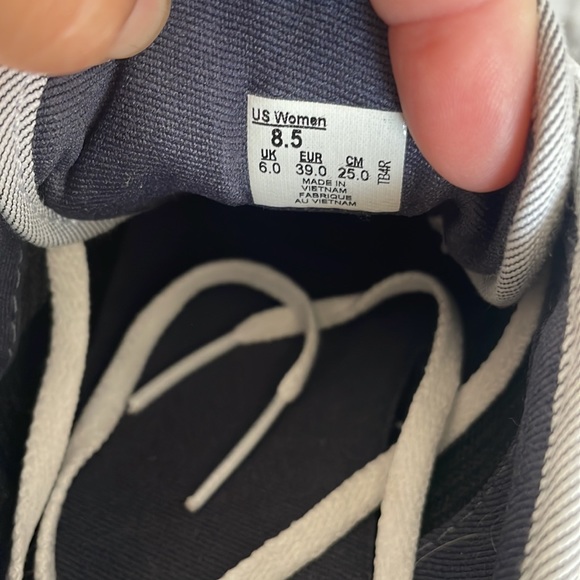 US Women
8.5
UK EUR CM
6.0 39.0 25.0
MADE IN
VIETNAM
FABRIQUE
AU VIETNAM
TB4R